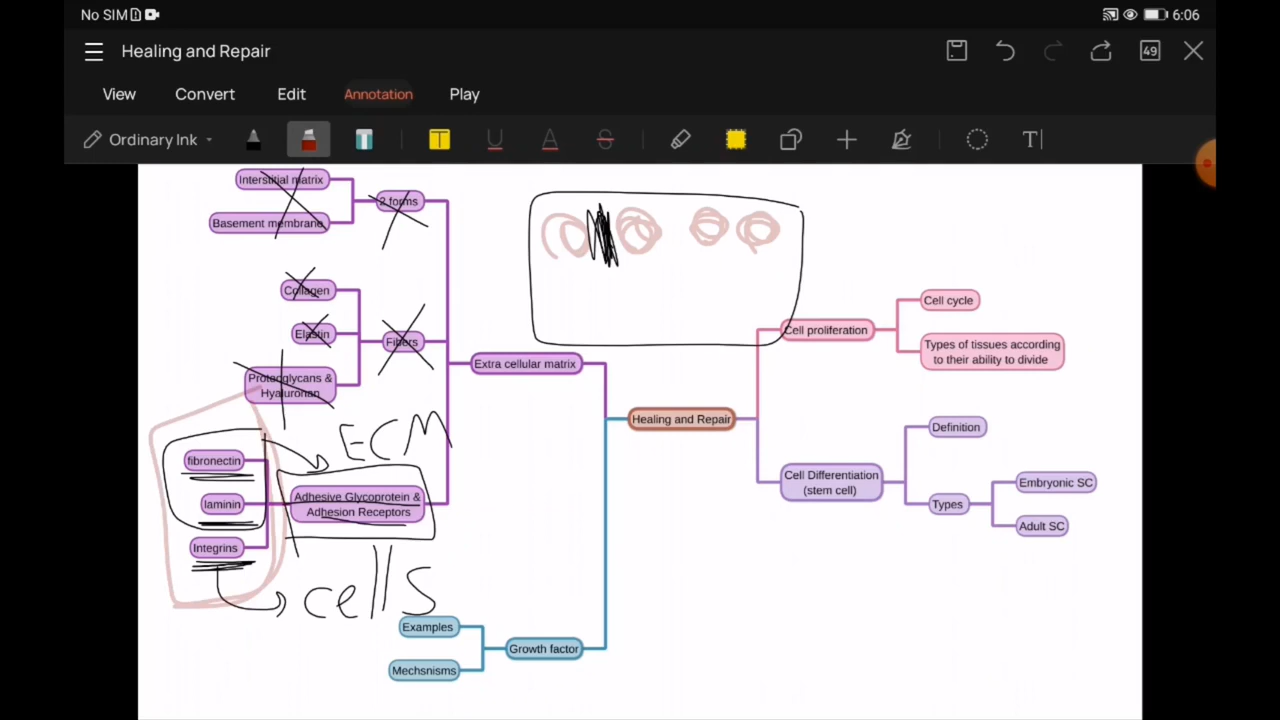 No SIM
6:06
Healing and Repair
49
View
Convert
Edit
Annotation
Play
Ordinary Ink
T
U
A
S
T
Interstitial matrix
2 forms
Basement membrane
Collagen
Elastin
Fibers
Proteoglycans &
Hyaluronan
Extra cellular matrix
ECM
fibronectin
laminin
Integrins
Adhesive Glycoprotein &
Adhesion Receptors
cells
Examples
Mechsnisms
Growth factor
Healing and Repair
Cell proliferation
Cell cycle
Types of tissues according
to their ability to divide
Cell Differentiation
(stem cell)
Definition
Types
Embryonic SC
Adult SC